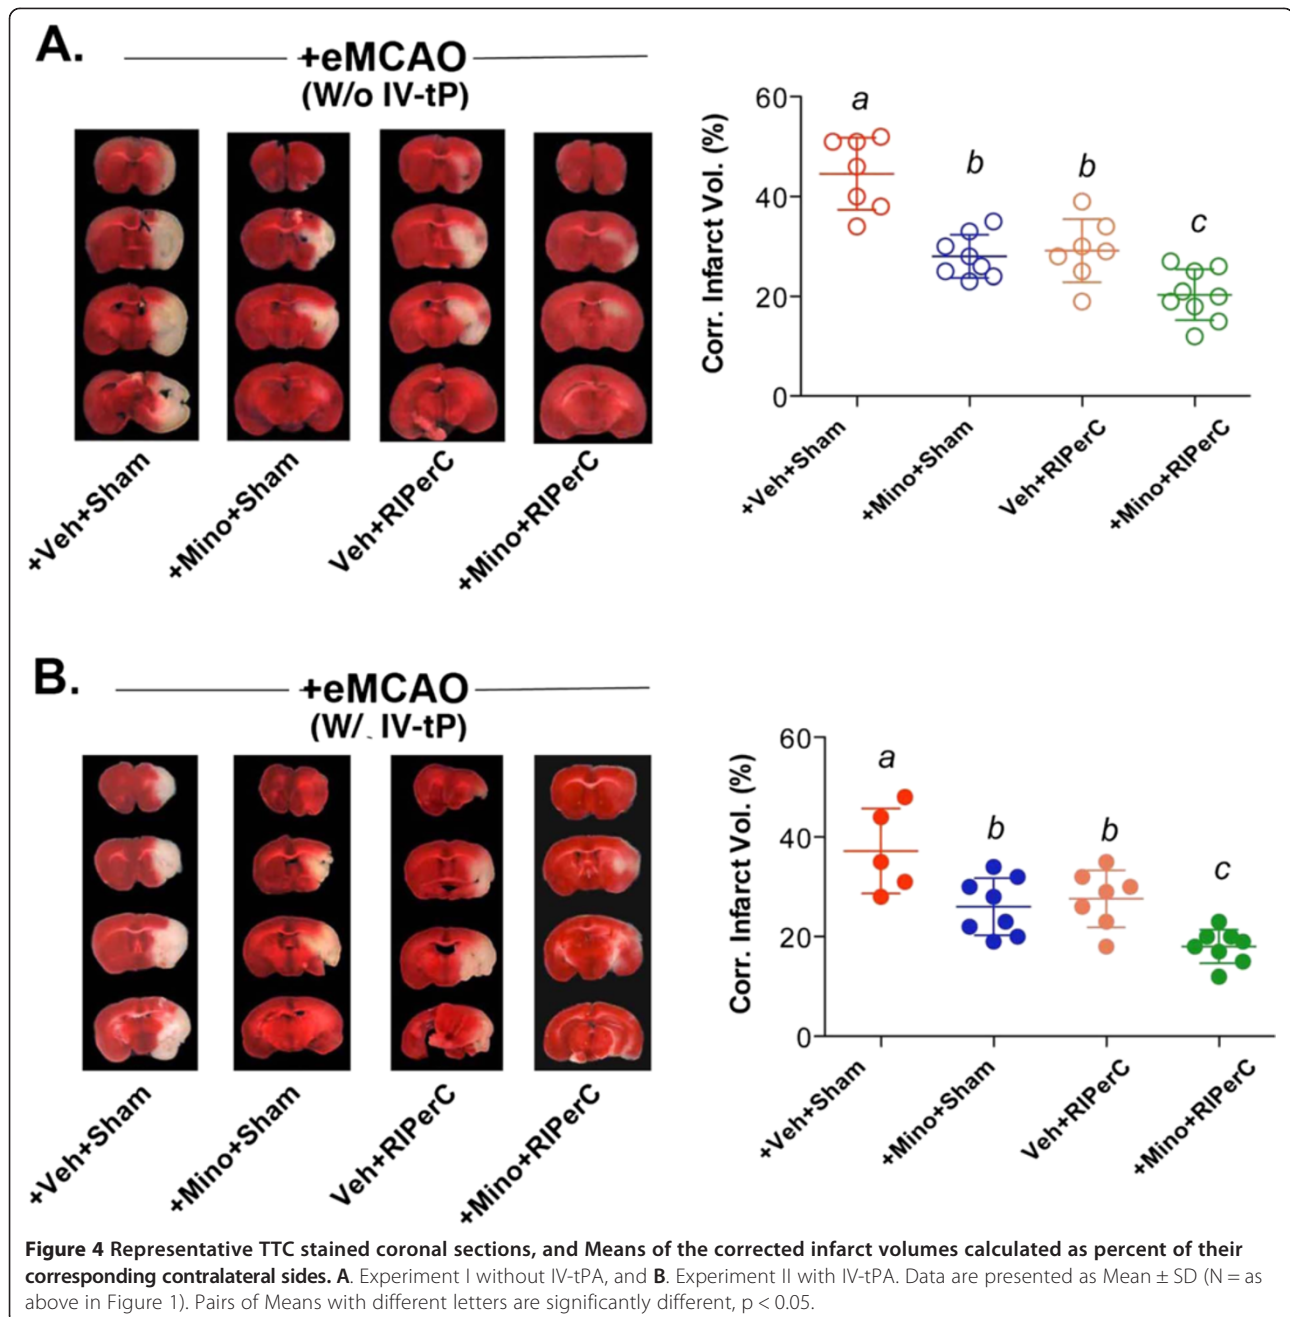 A.
+eMCAO
(W/o IV-tP)
+Veh+Sham
+Mino+Sham
Veh+RIPerC
+Mino+RIPerC
Corr. Infarct Vol. (%)
60
40
20
0
a
b
b
c
+Veh+Sham
+Mino+Sham
Veh+RIPerC
+Mino+RIPerC
B.
+eMCAO
(W/ IV-tP)
+Veh+Sham
+Mino+Sham
Veh+RIPerC
+Mino+RIPerC
Corr. Infarct Vol. (%)
60
40
20
0
a
b
b
c
+Veh+Sham
+Mino+Sham
Veh+RIPerC
+Mino+RIPerC
Figure 4 Representative TTC stained coronal sections, and Means of the corrected infarct volumes calculated as percent of their
corresponding contralateral sides. A. Experiment I without IV-tPA, and B. Experiment II with IV-tPA. Data are presented as Mean ± SD (N = as
above in Figure 1). Pairs of Means with different letters are significantly different, p < 0.05.